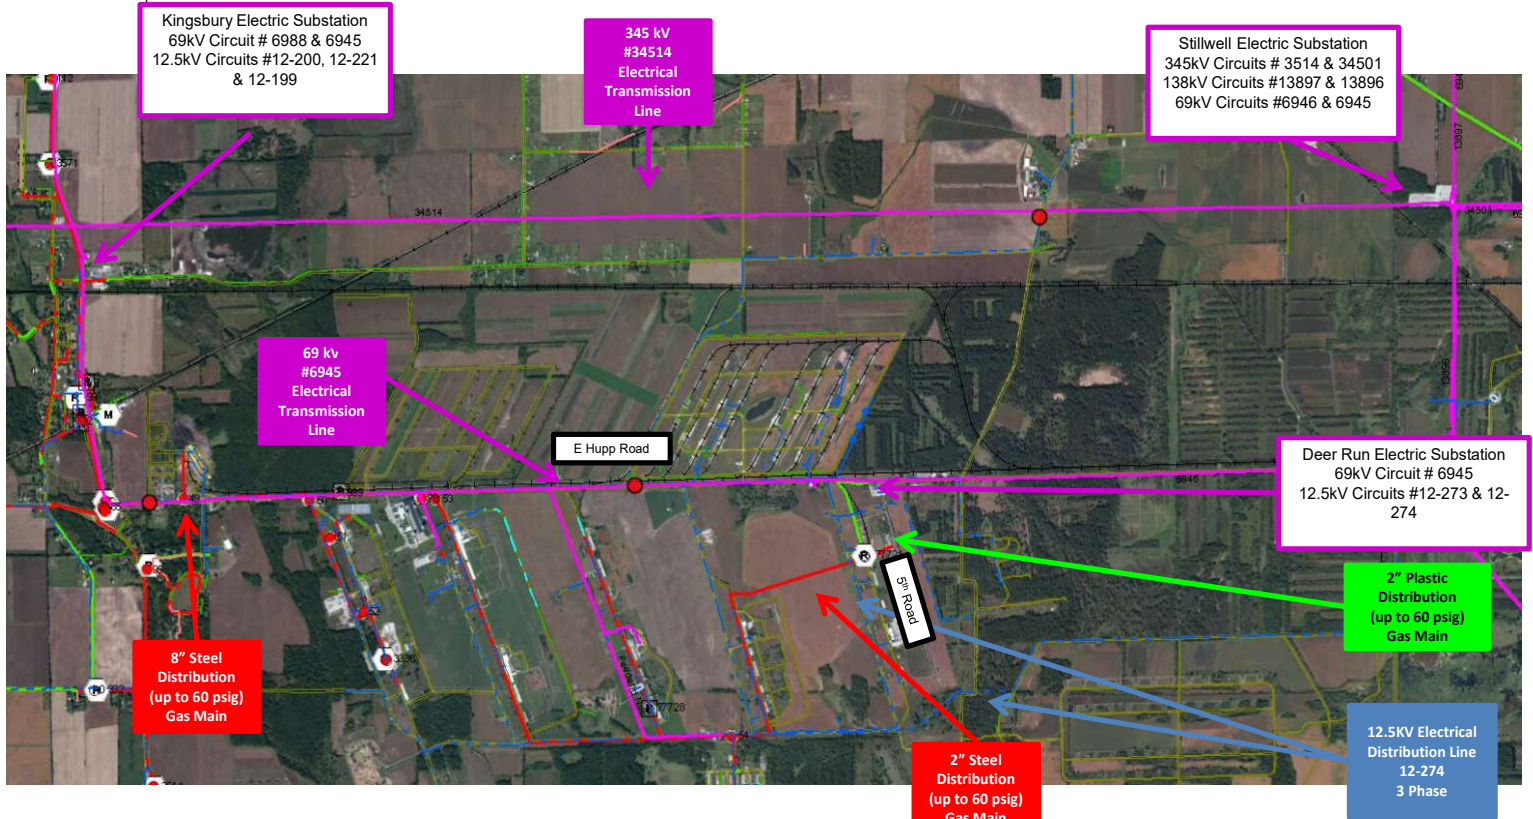 Kingsbury Electric Substation
69kV Circuit # 6988 & 6945
12.5kV Circuits #12-200, 12-221
& 12-199
345 kV
#34514
Electrical
Transmission
Line
Stillwell Electric Substation
345kV Circuits # 3514 & 34501
138kV Circuits #13897 & 13896
69kV Circuits #6946 & 6945
13897
34514
34501
69 kV
#6945
Electrical
Transmission
Line
M
13896
E Hupp Road
Deer Run Electric Substation
69kV Circuit # 6945
12.5kV Circuits #12-273 & 12-
274
6945
R
5th Road
2" Plastic
Distribution
(up to 60 psig)
Gas Main
8" Steel
Distribution
(up to 60 psig)
Gas Main
77728
2" Steel
Distribution
(up to 60 psig)
Gas Main
12.5KV Electrical
Distribution Line
12-274
3 Phase